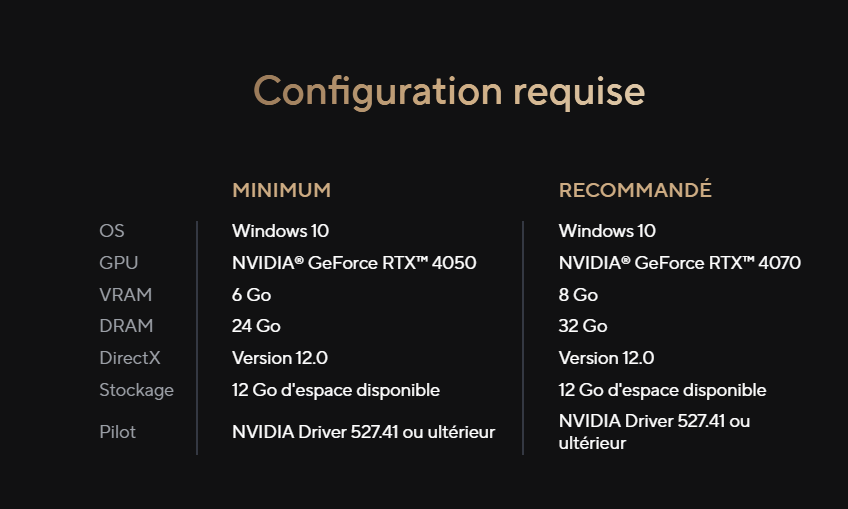 Configuration requise
MINIMUM RECOMMANDÉ
OS Windows 10 Windows 10
GPU NVIDIA® GeForce RTX™ 4050 NVIDIA® GeForce RTX™ 4070
VRAM 6 Go 8 Go
DRAM 24 Go 32 Go
DirectX Version 12.0 Version 12.0
Stockage 12 Go d'espace disponible 12 Go d'espace disponible
Pilot NVIDIA Driver 527.41 ou ultérieur NVIDIA Driver 527.41 ou
ultérieur